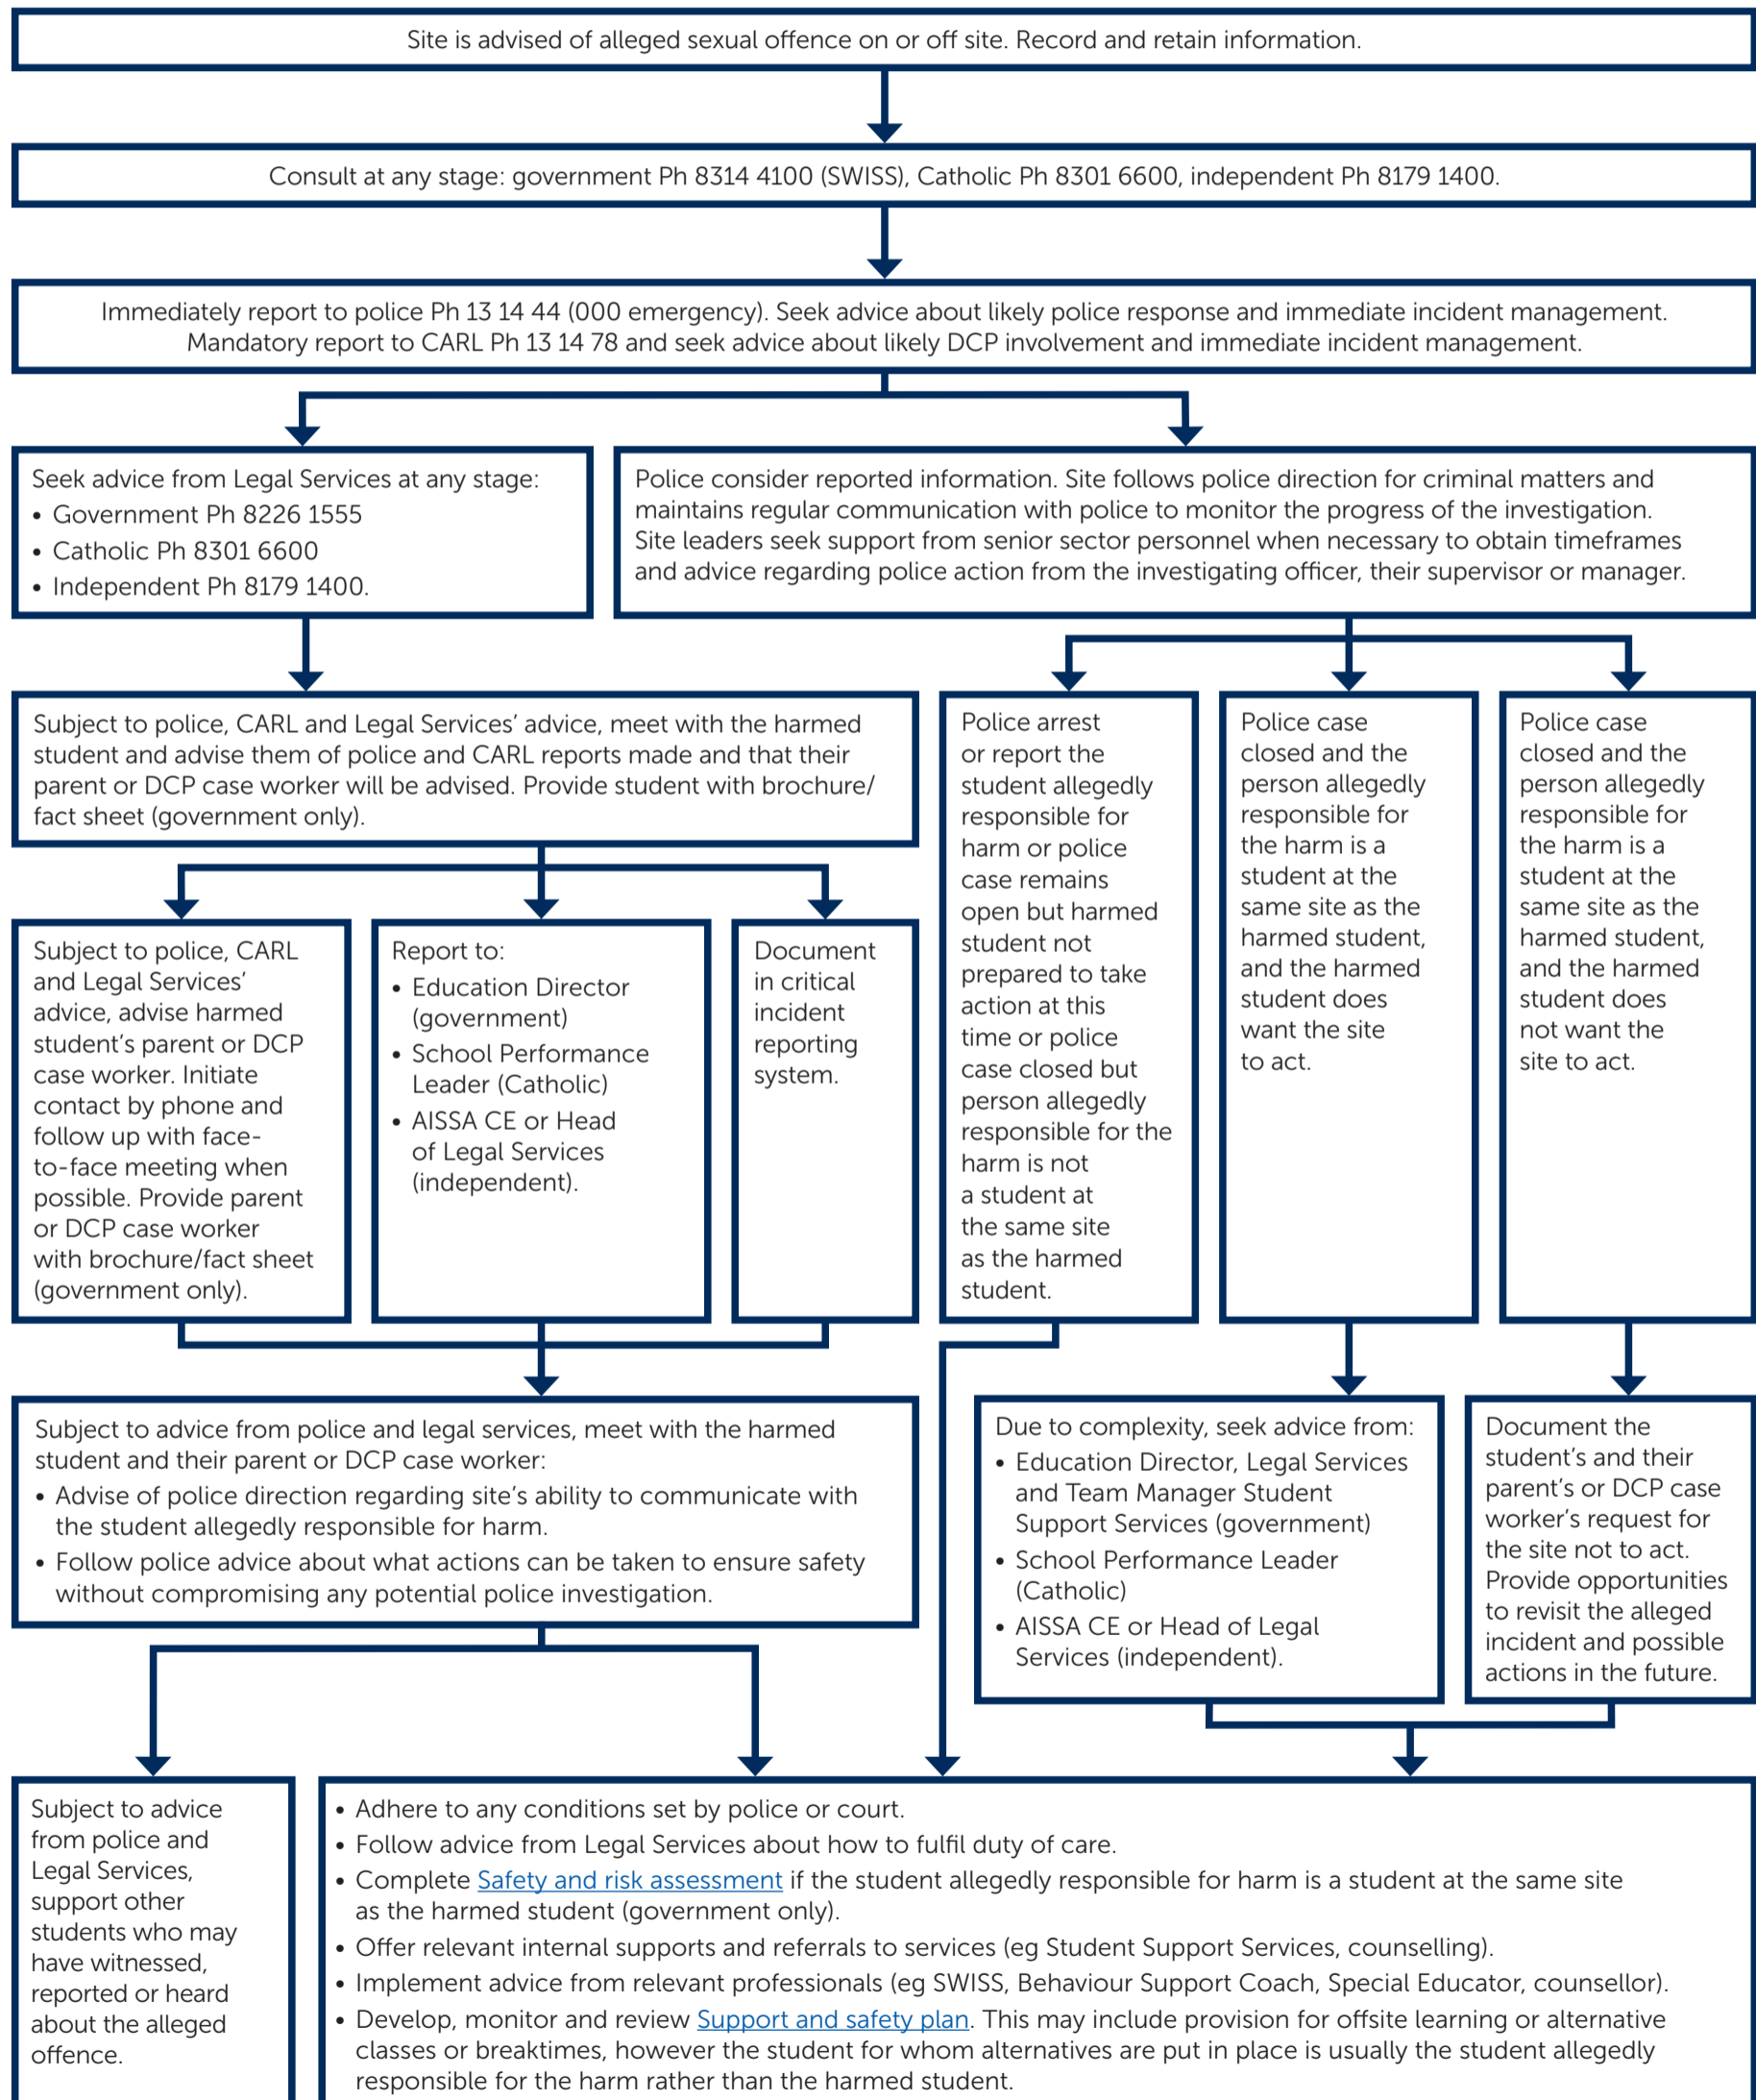 Site is advised of alleged sexual offence on or off site. Record and retain information.
Consult at any stage: government Ph 8314 4100 (SWISS), Catholic Ph 8301 6600, independent Ph 8179 1400.
Immediately report to police Ph 13 14 44 (000 emergency). Seek advice about likely police response and immediate incident management.
Mandatory report to CARL Ph 13 14 78 and seek advice about likely DCP involvement and immediate incident management.
Seek advice from Legal Services at any stage:
• Government Ph 8226 1555
• Catholic Ph 8301 6600
• Independent Ph 8179 1400.
Police consider reported information. Site follows police direction for criminal matters and
maintains regular communication with police to monitor the progress of the investigation.
Site leaders seek support from senior sector personnel when necessary to obtain timeframes
and advice regarding police action from the investigating officer, their supervisor or manager.
Subject to police, CARL and Legal Services’ advice, meet with the harmed
student and advise them of police and CARL reports made and that their
parent or DCP case worker will be advised. Provide student with brochure/
fact sheet (government only).
Police arrest
or report the
student allegedly
responsible for
harm or police
case remains
open but harmed
student not
prepared to take
action at this
time or police
case closed but
person allegedly
responsible for the
harm is not
a student at
the same site
as the harmed
student.
Police case
closed and the
person allegedly
responsible for
the harm is a
student at the
same site as the
harmed student,
and the harmed
student does
want the site
to act.
Police case
closed and the
person allegedly
responsible for
the harm is a
student at the
same site as the
harmed student,
and the harmed
student does
not want the
site to act.
Subject to police, CARL
and Legal Services’
advice, advise harmed
student’s parent or DCP
case worker. Initiate
contact by phone and
follow up with face-
to-face meeting when
possible. Provide parent
or DCP case worker
with brochure/fact sheet
(government only).
Report to:
• Education Director
(government)
• School Performance
Leader (Catholic)
• AISSA CE or Head
of Legal Services
(independent).
Document
in critical
incident
reporting
system.
Subject to advice from police and legal services, meet with the harmed
student and their parent or DCP case worker:
• Advise of police direction regarding site’s ability to communicate with
the student allegedly responsible for harm.
• Follow police advice about what actions can be taken to ensure safety
without compromising any potential police investigation.
Due to complexity, seek advice from:
• Education Director, Legal Services
and Team Manager Student
Support Services (government)
• School Performance Leader
(Catholic)
• AISSA CE or Head of Legal
Services (independent).
Document the
student’s and their
parent’s or DCP case
worker’s request for
the site not to act.
Provide opportunities
to revisit the alleged
incident and possible
actions in the future.
Subject to advice
from police and
Legal Services,
support other
students who may
have witnessed,
reported or heard
about the alleged
offence.
• Adhere to any conditions set by police or court.
• Follow advice from Legal Services about how to fulfil duty of care.
• Complete Safety and risk assessment if the student allegedly responsible for harm is a student at the same site
as the harmed student (government only).
• Offer relevant internal supports and referrals to services (eg Student Support Services, counselling).
• Implement advice from relevant professionals (eg SWISS, Behaviour Support Coach, Special Educator, counsellor).
• Develop, monitor and review Support and safety plan. This may include provision for offsite learning or alternative
classes or breaktimes, however the student for whom alternatives are put in place is usually the student allegedly
responsible for the harm rather than the harmed student.